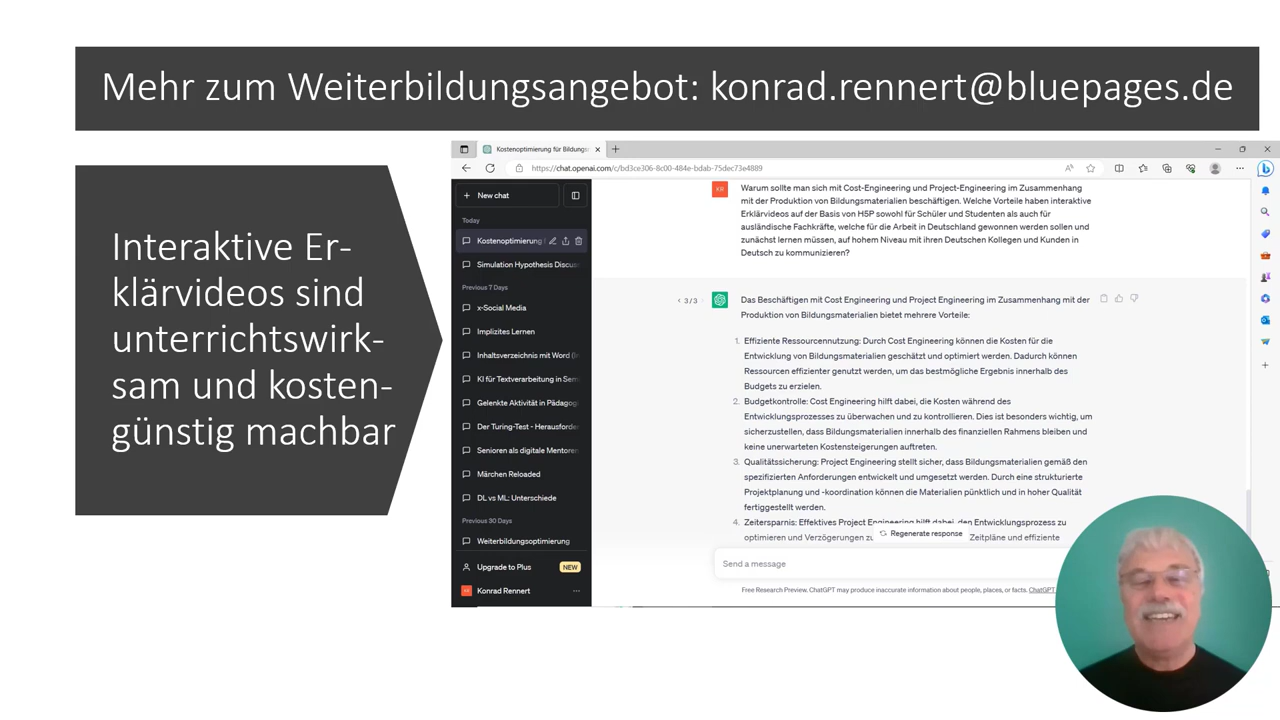 Mehr zum Weiterbildungsangebot: konrad.rennert@bluepages.de
Interaktive Er-
klärvideos sind
unterrichtswirk-
sam und kosten-
günstig machbar
Kostenoptimierung für Bildungs
https://chat.openai.com/c/bd3ce306-8c00-484e-bdab-75dec73e4889
New chat
Today
Kostenoptimierung
Simulation Hypothesis Discus
Previous 7 Days
x-Social Media
Implizites Lernen
Inhaltsverzeichnis mit Word (
KI für Textverarbeitung in Sem
Gelenkte Aktivität in Pädagog
Der Turing-Test - Herausforde
Senioren als digitale Mentoren
Märchen Reloaded
DL vs ML: Unterschiede
Previous 30 Days
Weiterbildungsoptimierung
Upgrade to Plus NEW
Konrad Rennert
Warum sollte man sich mit Cost-Engineering und Project-Engineering im Zusammenhang
mit der Produktion von Bildungsmaterialien beschäftigen. Welche Vorteile haben interaktive
Erklärvideos auf der Basis von H5P sowohl für Schüler und Studenten als auch für
ausländische Fachkräfte, welche für die Arbeit in Deutschland gewonnen werden sollen und
zunächst lernen müssen, auf hohem Niveau mit ihren Deutschen Kollegen und Kunden in
Deutsch zu kommunizieren?
3/3
Das Beschäftigen mit Cost Engineering und Project Engineering im Zusammenhang mit der
Produktion von Bildungsmaterialien bietet mehrere Vorteile:
1. Effiziente Ressourcennutzung: Durch Cost Engineering können die Kosten für die
Entwicklung von Bildungsmaterialien geschätzt und optimiert werden. Dadurch können
Ressourcen effizienter genutzt werden, um das bestmögliche Ergebnis innerhalb des
Budgets zu erzielen.
2. Budgetkontrolle: Cost Engineering hilft dabei, die Kosten während des
Entwicklungsprozesses zu überwachen und zu kontrollieren. Dies ist besonders wichtig, um
sicherzustellen, dass Bildungsmaterialien innerhalb des finanziellen Rahmens bleiben und
keine unerwarteten Kostensteigerungen auftreten.
3. Qualitätssicherung: Project Engineering stellt sicher, dass Bildungsmaterialien gemäß den
spezifizierten Anforderungen entwickelt und umgesetzt werden. Durch eine strukturierte
Projektplanung und -koordination können die Materialien pünktlich und in hoher Qualität
fertiggestellt werden.
4. Zeitersparnis: Effektives Project Engineering hilft dabei, den Entwicklungsprozess zu
optimieren und Verzögerungen zu Zeitpläne und effiziente
Regenerate response
Send a message
Free Research Preview. ChatGPT may produce inaccurate information about people, places, or facts. ChatGPT